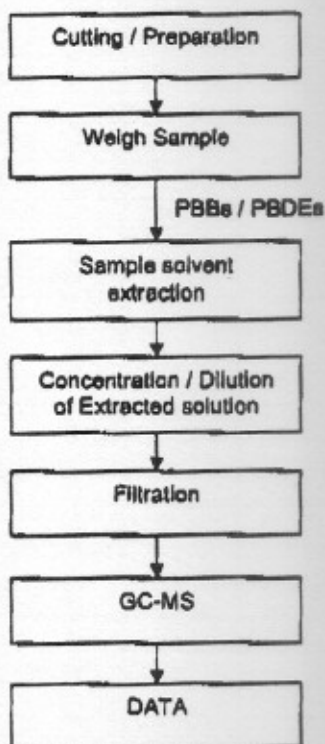 Cutting / Preparation
Weigh Sample
PBBs / PBDEs
Sample solvent
extraction
Concentration / Dilution
of Extracted solution
Filtration
GC-MS
DATA